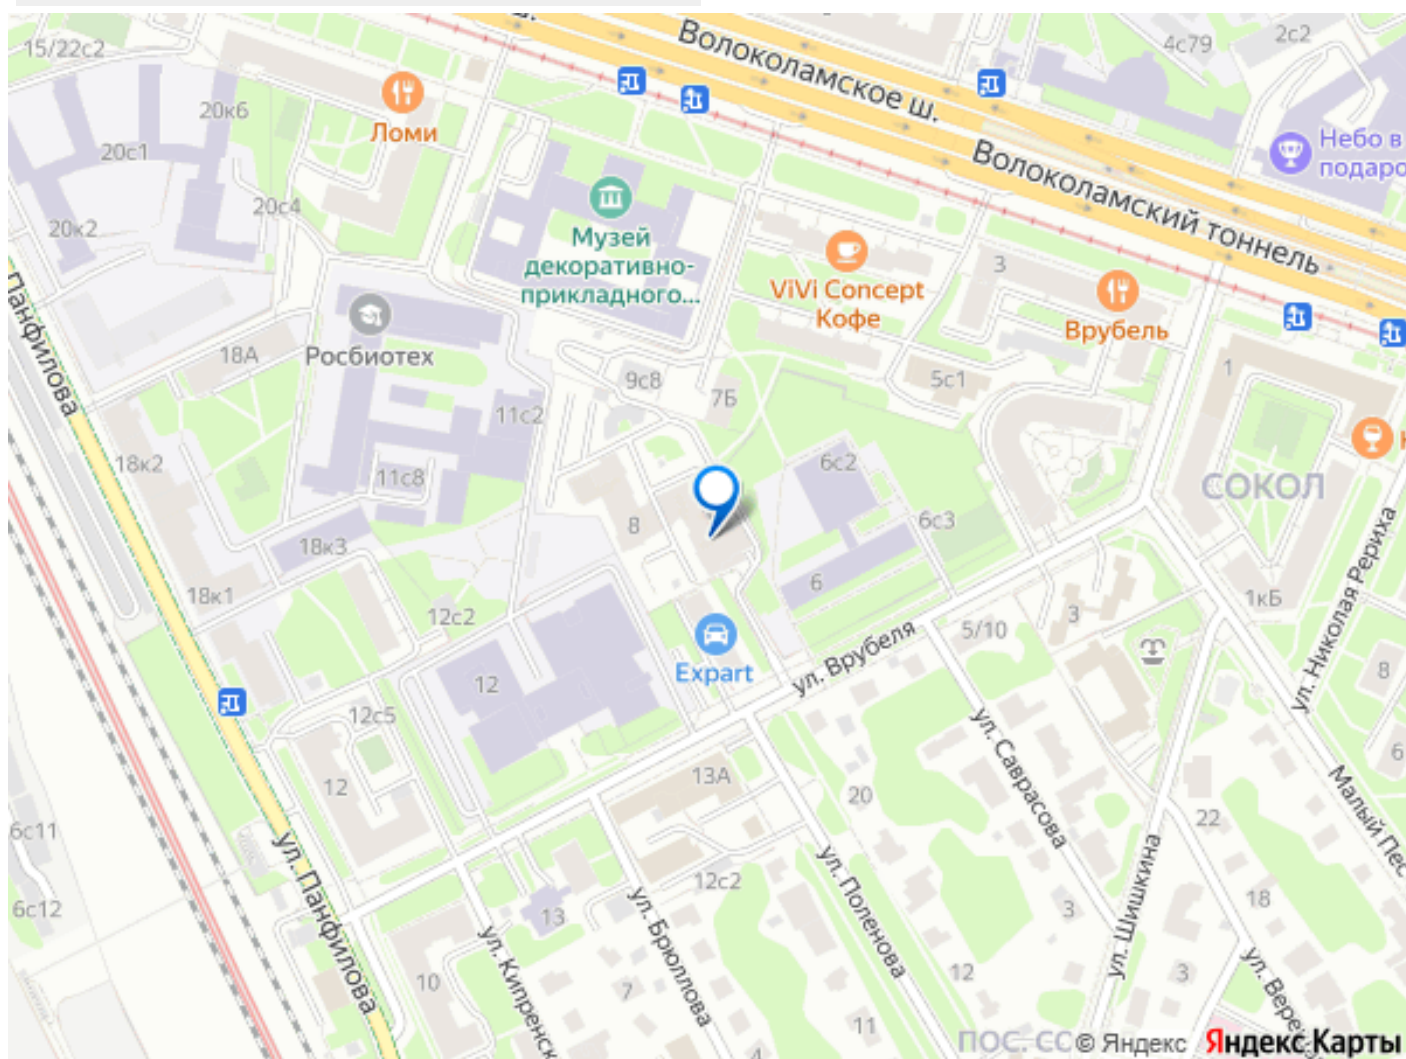 Волоколамское ш.
4с79
2с2
15/22с2
Ломи
20к6
20с1
20с4
20к2
Небо в
подаро
Волоколамский тоннель
Музей
декоративно-
прикладного...
ViVi Concept
Кофе
3
Врубель
Панфилова
Росбиотех
18А
9с8
7Б
5с1
1
11с2
18к2
11с8
6с2
СОКОЛ
8
6с3
18к3
6
18к1
12с2
1кБ
3
5/10
ул. Николая Рериха
Expart
ул. Врубеля
12
8
12с5
13А
ул. Саврасова
6
12
20
22
Малый Пес
6с11
ул. Панфилова
12с2
ул. Поленова
ул. Шишкина
18
6с12
13
ул. Брюллова
3
10
ул. Кипренск
7
12
3
ул. Вере
11
4
ПОС. СО
© Яндекс
Яндекс Карты